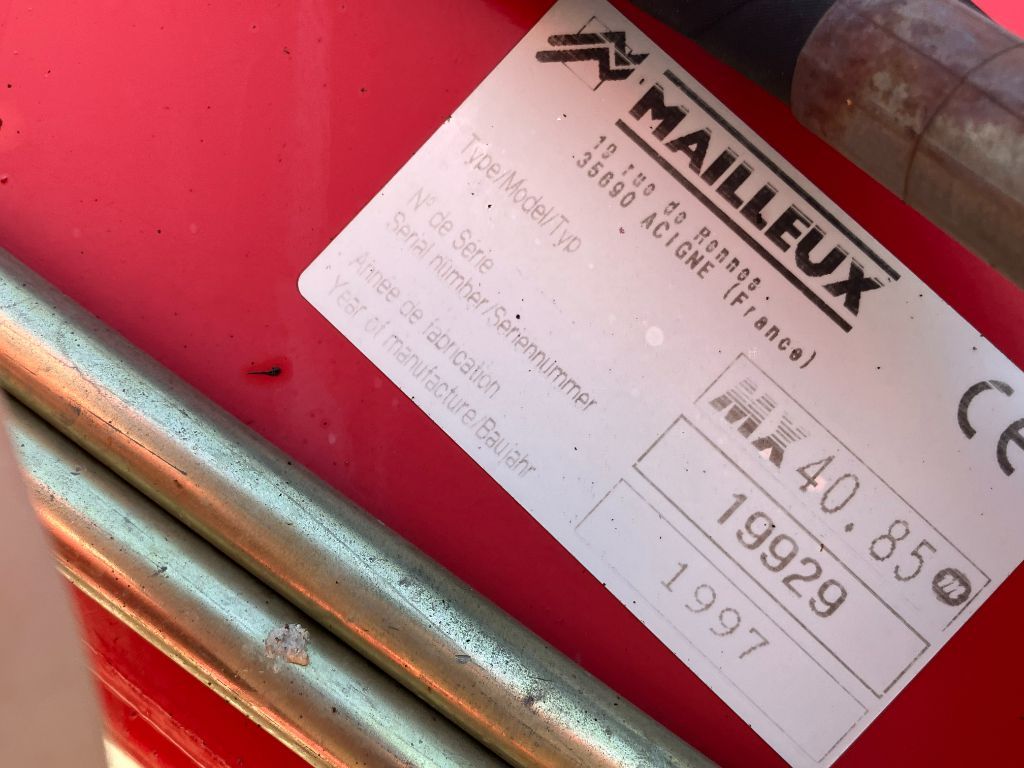 MAILLEUX
19 rue de Rennes.
35690 ACIGNE (France)
CE
Type/Model/Typ
MX 40.85
N° de Série
Serial number/Seriennummer
19929
Année de fabrication
Year of manufacture/Baujahr
1997